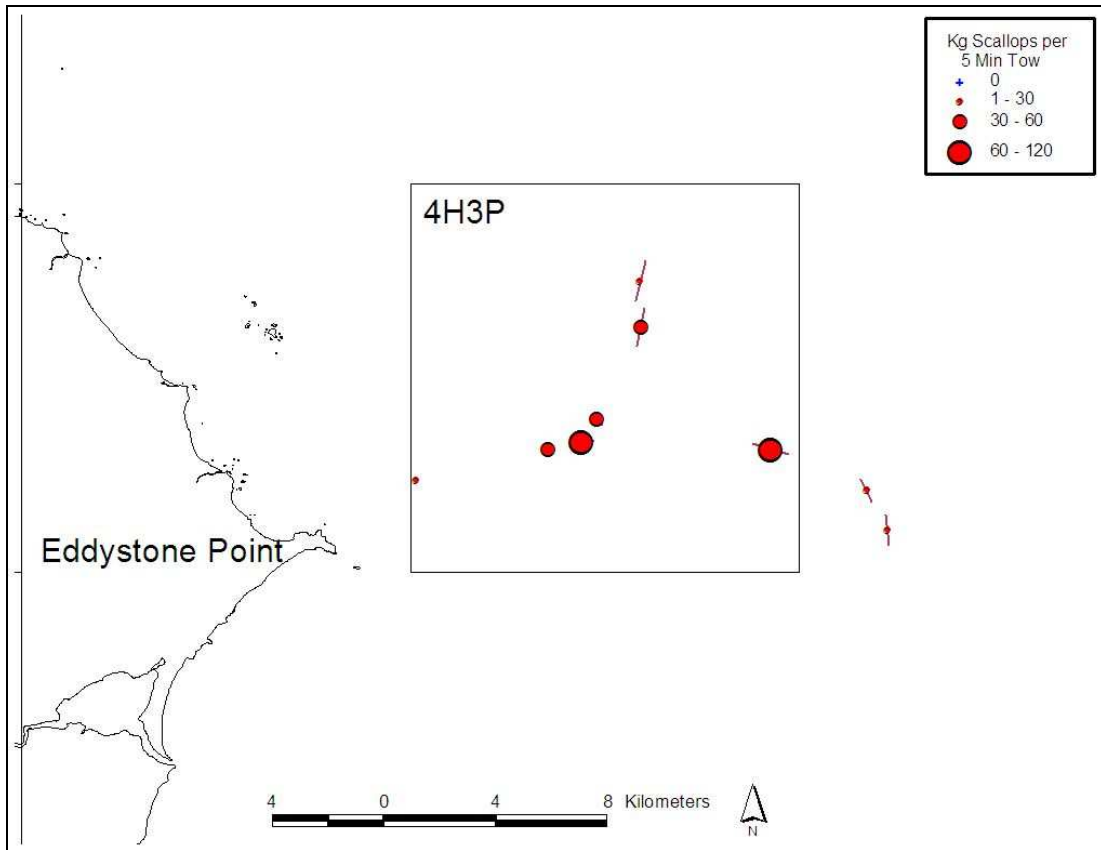 Kg Scallops per
5 Min Tow
0
1 - 30
30 - 60
60 - 120
4H3P
Eddystone Point
4 0 4 8 Kilometers
N